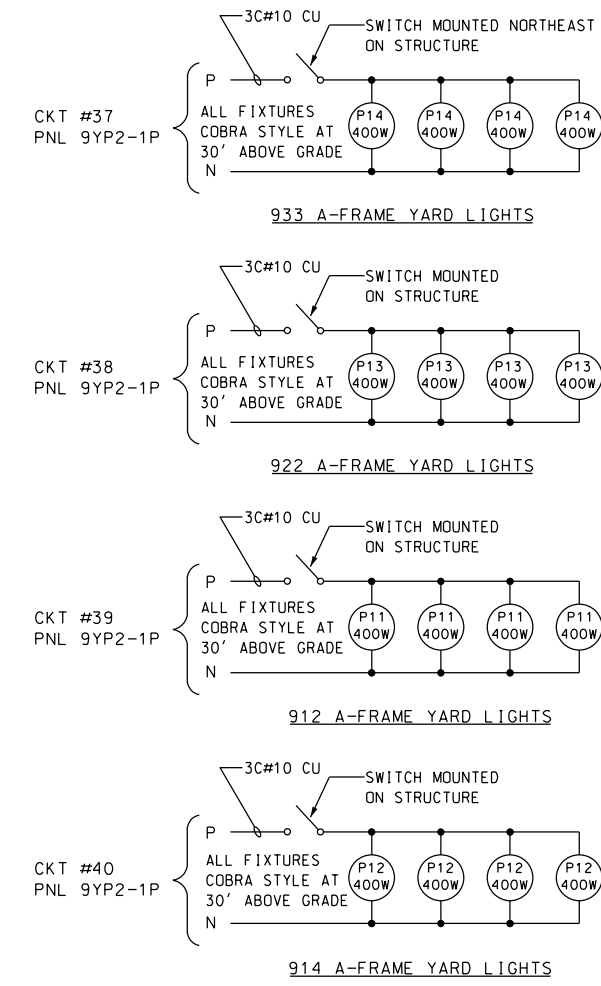 3C#10 CU
SWITCH MOUNTED NORTHEAST
ON STRUCTURE
P
CKT #37
PNL 9YP2-1P
ALL FIXTURES
COBRA STYLE AT
30' ABOVE GRADE
P14 P14 P14 P14
400W 400W 400W 400W
N
933 A-FRAME YARD LIGHTS
3C#10 CU
SWITCH MOUNTED
ON STRUCTURE
P
CKT #38
PNL 9YP2-1P
ALL FIXTURES
COBRA STYLE AT
30' ABOVE GRADE
P13 P13 P13 P13
400W 400W 400W 400W
N
922 A-FRAME YARD LIGHTS
3C#10 CU
SWITCH MOUNTED
ON STRUCTURE
P
CKT #39
PNL 9YP2-1P
ALL FIXTURES
COBRA STYLE AT
30' ABOVE GRADE
P11 P11 P11 P11
400W 400W 400W 400W
N
912 A-FRAME YARD LIGHTS
3C#10 CU
SWITCH MOUNTED
ON STRUCTURE
P
CKT #40
PNL 9YP2-1P
ALL FIXTURES
COBRA STYLE AT
30' ABOVE GRADE
P12 P12 P12 P12
400W 400W 400W 400W
N
914 A-FRAME YARD LIGHTS